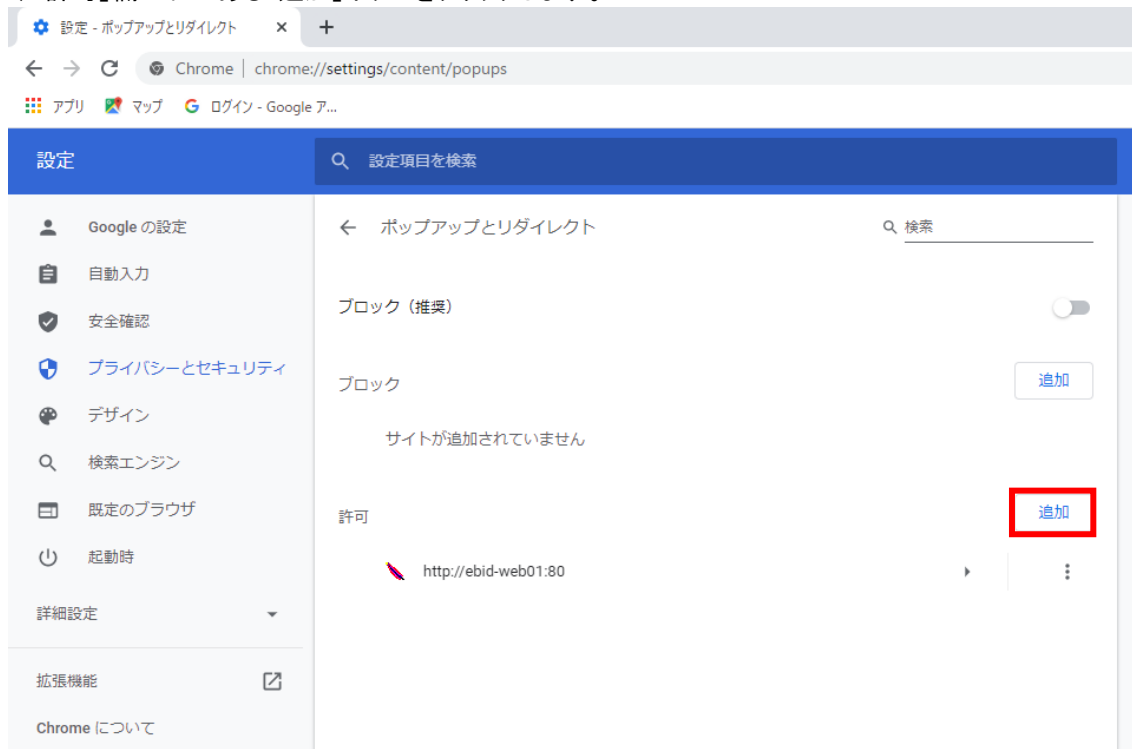 設定 - ポップアップとリダイレクト
Chrome | chrome://settings/content/popups
アプリ マップ ログイン - Google ア...
設定
設定項目を検索
Google の設定
自動入力
安全確認
プライバシーとセキュリティ
デザイン
検索エンジン
既定のブラウザ
起動時
詳細設定
拡張機能
Chrome について
ポップアップとリダイレクト
検索
ブロック（推奨）
ブロック
追加
サイトが追加されていません
許可
追加
http://ebid-web01:80